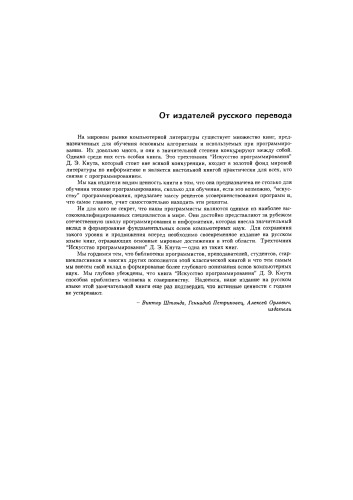 От издателей русского перевода
На мировом рынке компьютерной литературы существует множество книг, пред-
назначенных для обучения основным алгоритмам и используемых при программиро-
вании. Их довольно много, и они в значительной степени конкурируют между собой.
Однако среди них есть особая книга. Это трехтомник "Искусство программирования"
Д. Э. Кнута, который стоит вне всякой конкуренции, входит в золотой фонд мировой
литературы по информатике и является настольной книгой практически для всех, кто
связан с программированием.
Мы как издатели видим ценность книги в том, что она предназначена не столько для
обучения технике программирования, сколько для обучения, если это возможно, "искус-
ству" программирования, предлагает массу рецептов усовершенствования программ и,
что самое главное, учит самостоятельно находить эти рецепты.
Ни для кого не секрет, что наши программисты являются одними из наиболее вы-
сококвалифицированных специалистов в мире. Они достойно представляют за рубежом
отечественную школу программирования и информатики, которая внесла значительный
вклад в формирование фундаментальных основ компьютерных наук. Для сохранения
такого уровня и продвижения вперед необходимо своевременное издание на русском
языке книг, отражающих основные мировые достижения в этой области. Трехтомник
"Искусство программирования" Д. Э. Кнута — одна из таких книг.
Мы гордимся тем, что библиотеки программистов, преподавателей, студентов, стар-
шеклассников и многих других пополнятся этой классической книгой и что тем самым
мы внесем свой вклад в формирование более глубокого понимания основ компьютерных
наук. Мы глубоко убеждены, что книга "Искусство программирования" Д. Э. Кнута
способна приблизить человека к совершенству. Надеемся, наше издание на русском
языке этой замечательной книги еще раз подтвердит, что истинные ценности с годами
не устаревают.
– Виктор Штонда, Геннадий Петриковец, Алексей Орлович,
издатели